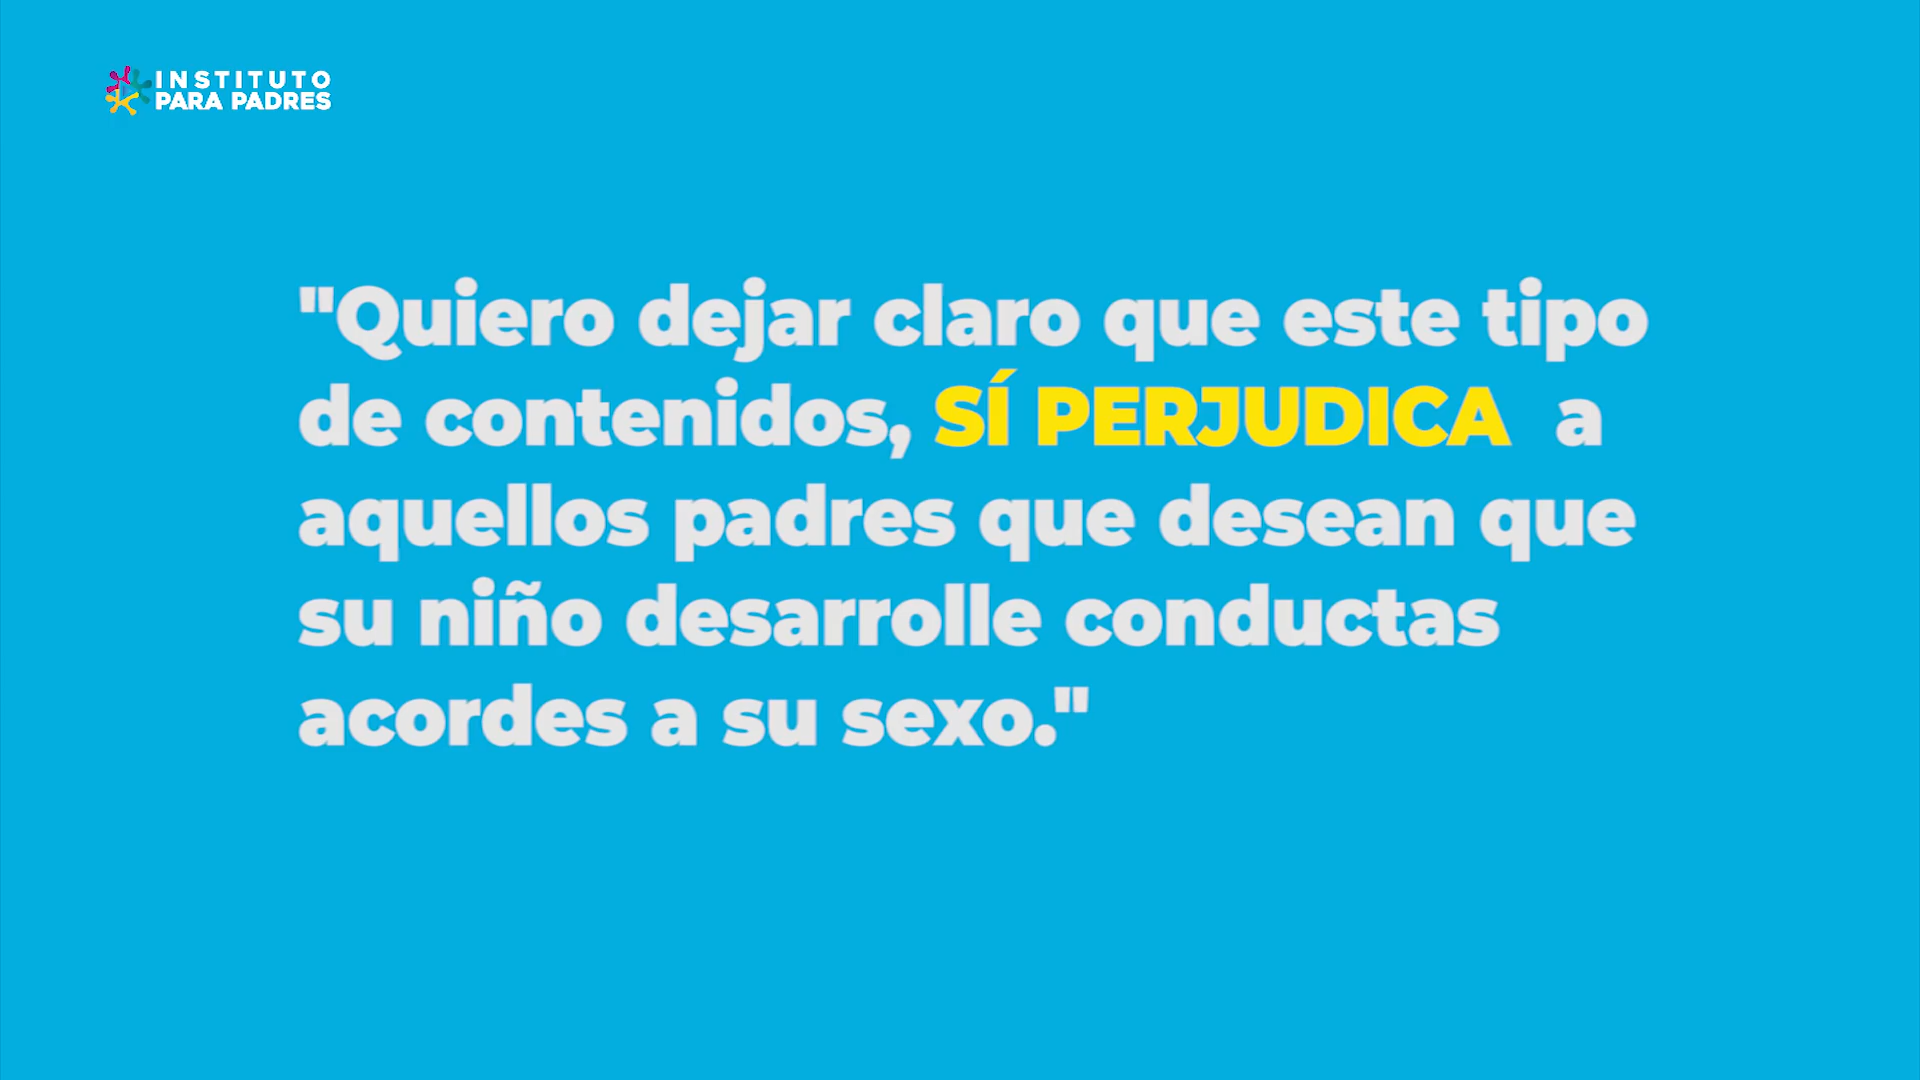 INSTITUTO
PARA PADRES
"Quiero dejar claro que este tipo
de contenidos, SÍ PERJUDICA a
aquellos padres que desean que
su niño desarrolle conductas
acordes a su sexo."